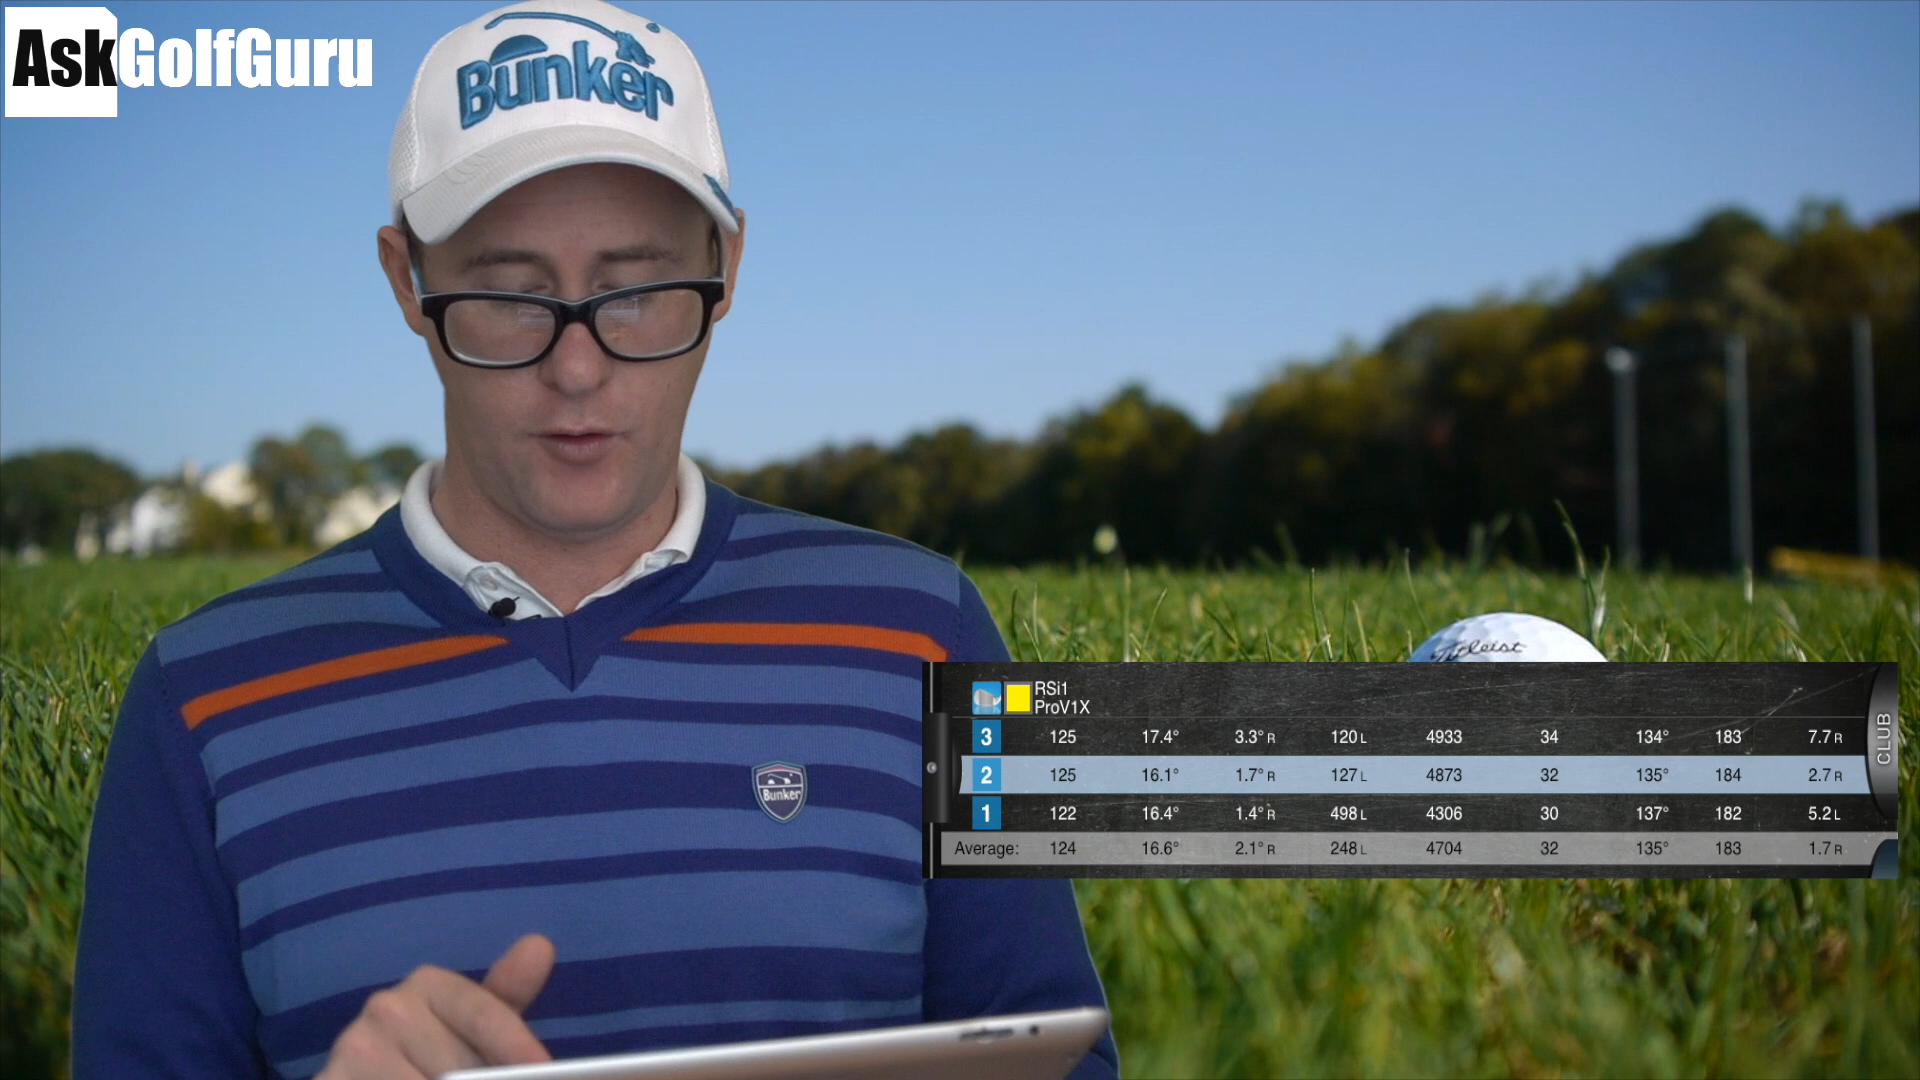 AskGolfGuru
Bunker
Titleist
Bunker
RSi1
ProV1X
3 125 17.4° 3.3° R 120 L 4933 34 134° 183 7.7 R
2 125 16.1° 1.7° R 127 L 4873 32 135° 184 2.7 R
1 122 16.4° 1.4° R 498 L 4306 30 137° 182 5.2 L
Average: 124 16.6° 2.1° R 248 L 4704 32 135° 183 1.7 R
CLUB